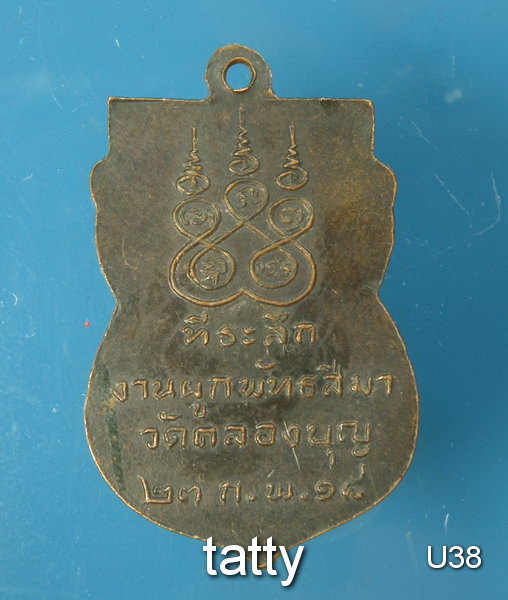 ที่ระลึก
งานผูกพัทธสีมา
วัดคลองบุญ
๒๓ ก.พ.๑๘
tatty
U38